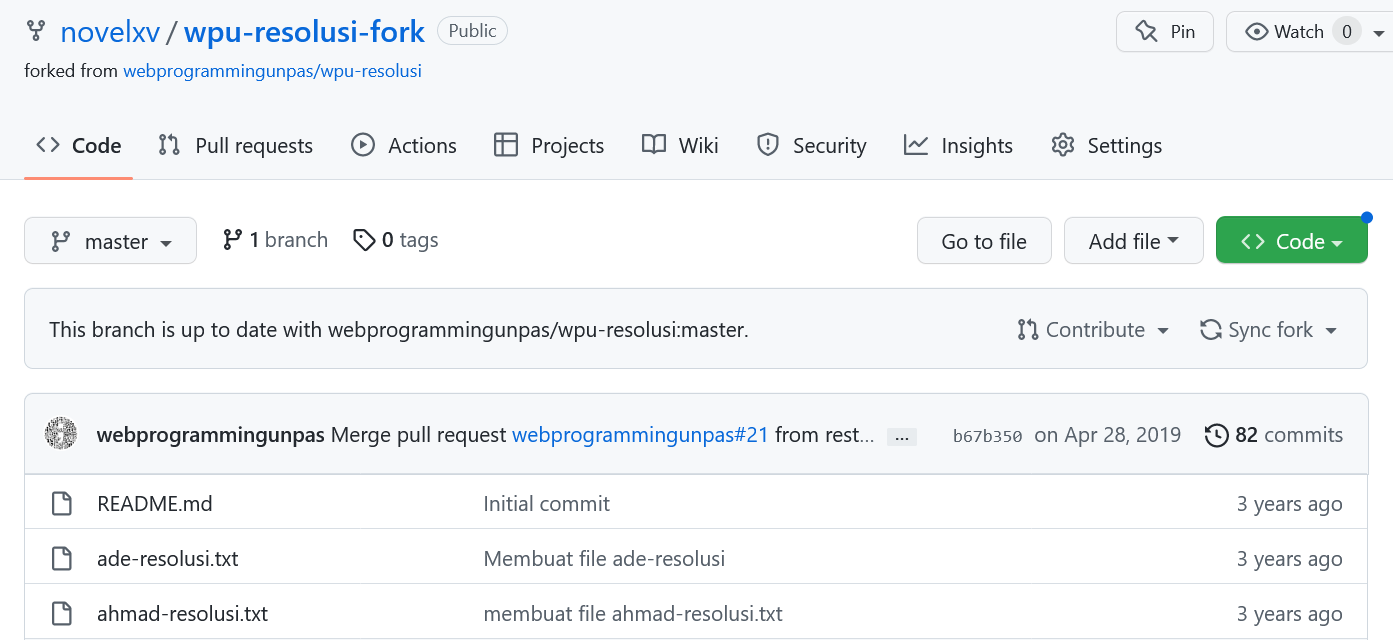 novelxv / wpu-resolusi-fork Public Pin Watch 0
forked from webprogrammingunpas/wpu-resolusi
Code Pull requests Actions Projects Wiki Security Insights Settings
master 1 branch 0 tags Go to file Add file Code
This branch is up to date with webprogrammingunpas/wpu-resolusi:master. Contribute Sync fork
webprogrammingunpas Merge pull request webprogrammingunpas#21 from rest... ... b67b350 on Apr 28, 2019 82 commits
README.md Initial commit 3 years ago
ade-resolusi.txt Membuat file ade-resolusi 3 years ago
ahmad-resolusi.txt membuat file ahmad-resolusi.txt 3 years ago